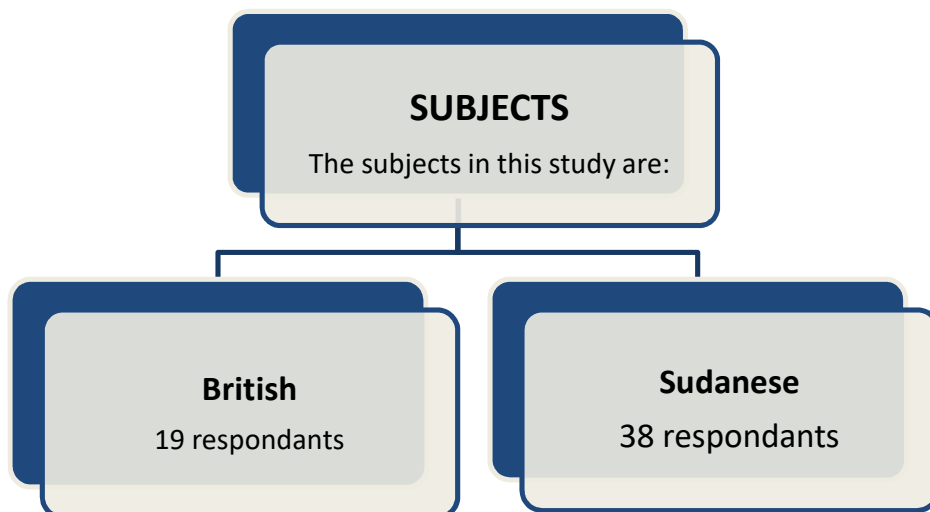 SUBJECTS
The subjects in this study are:
British
19 respondants
Sudanese
38 respondants